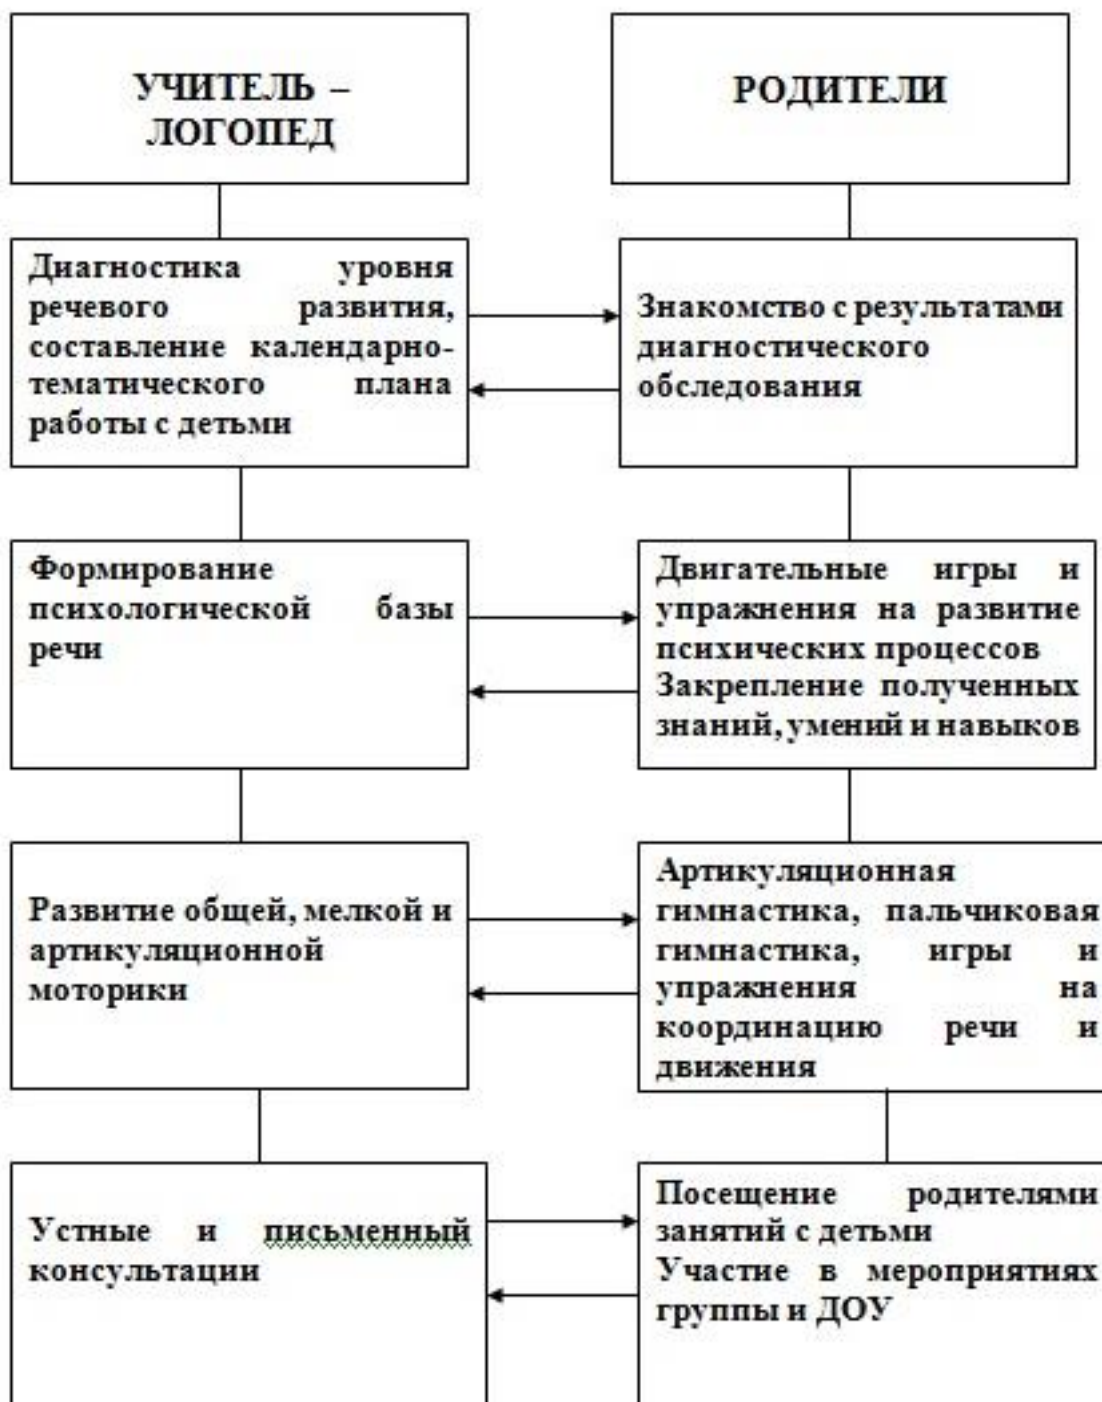 УЧИТЕЛЬ –
ЛОГОПЕД
РОДИТЕЛИ
Диагностика уровня
речевого развития,
составление календарно-
тематического плана
работы с детьми
Знакомство с результатами
диагностического
обследования
Формирование
психологической базы
речи
Двигательные игры и
упражнения на развитие
психических процессов
Закрепление полученных
знаний, умений и навыков
Развитие общей, мелкой и
артикуляционной
моторики
Артикуляционная
гимнастика, пальчиковая
гимнастика, игры и
упражнения на
координацию речи и
движения
Устные и письменный
консультации
Посещение родителями
занятий с детьми
Участие в мероприятиях
группы и ДОУ